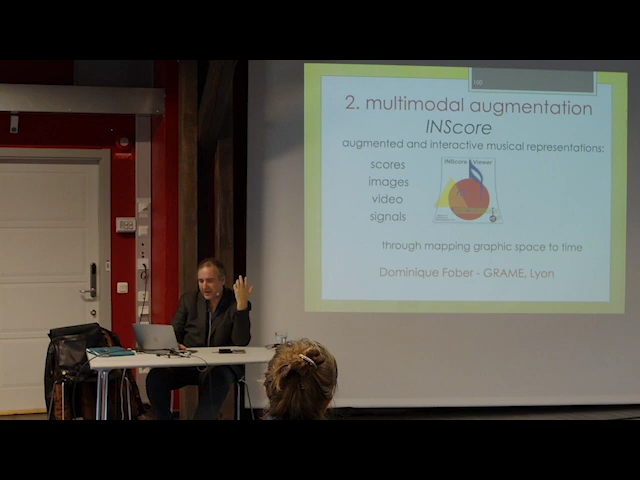 100
2. multimodal augmentation
INScore
augmented and interactive musical representations:
scores
images
video
signals
INScore Viewer
through mapping graphic space to time
Dominique Fober - GRAME, Lyon